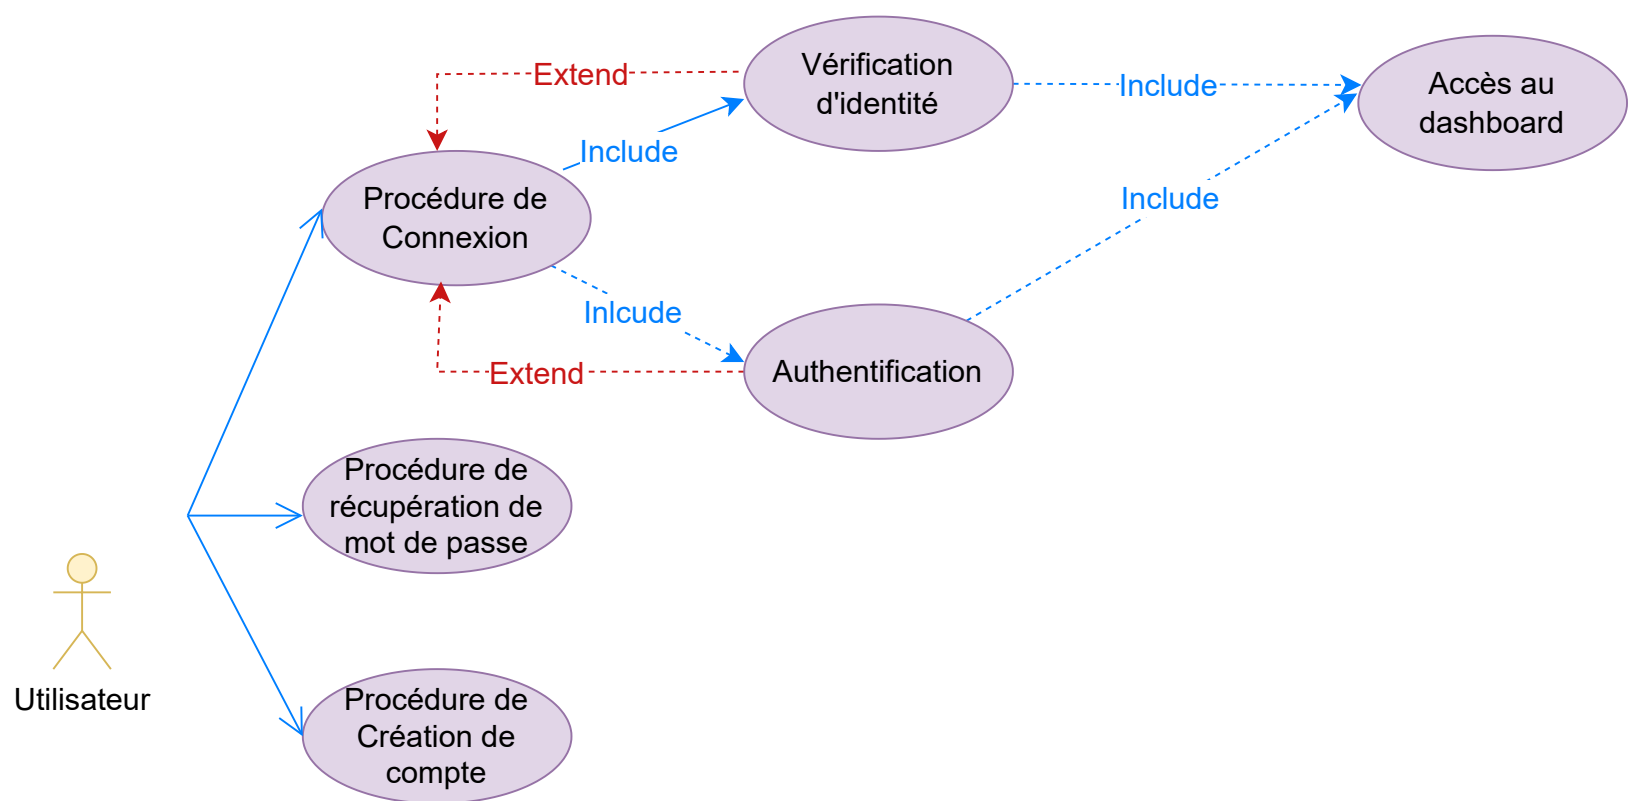 Vérification
d'identité
Extend
Include
Accès au
dashboard
Include
Procédure de
Connexion
Include
Inlcude
Extend
Authentification
Procédure de
récupération de
mot de passe
Utilisateur
Procédure de
Création de
compte